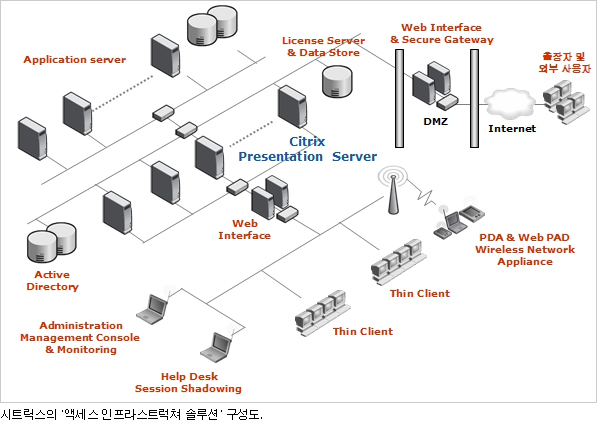 Application server
License Server
& Data Store
Web Interface
& Secure Gateway
출장자 및
외부 사용자
DMZ
Internet
Citrix
Presentation Server
Web
Interface
Active
Directory
PDA & Web PAD
Wireless Network
Appliance
Thin Client
Thin Client
Administration
Management Console
& Monitoring
Help Desk
Session Shadowing
시트릭스의 '액세스 인프라스트럭쳐 솔루션' 구성도.